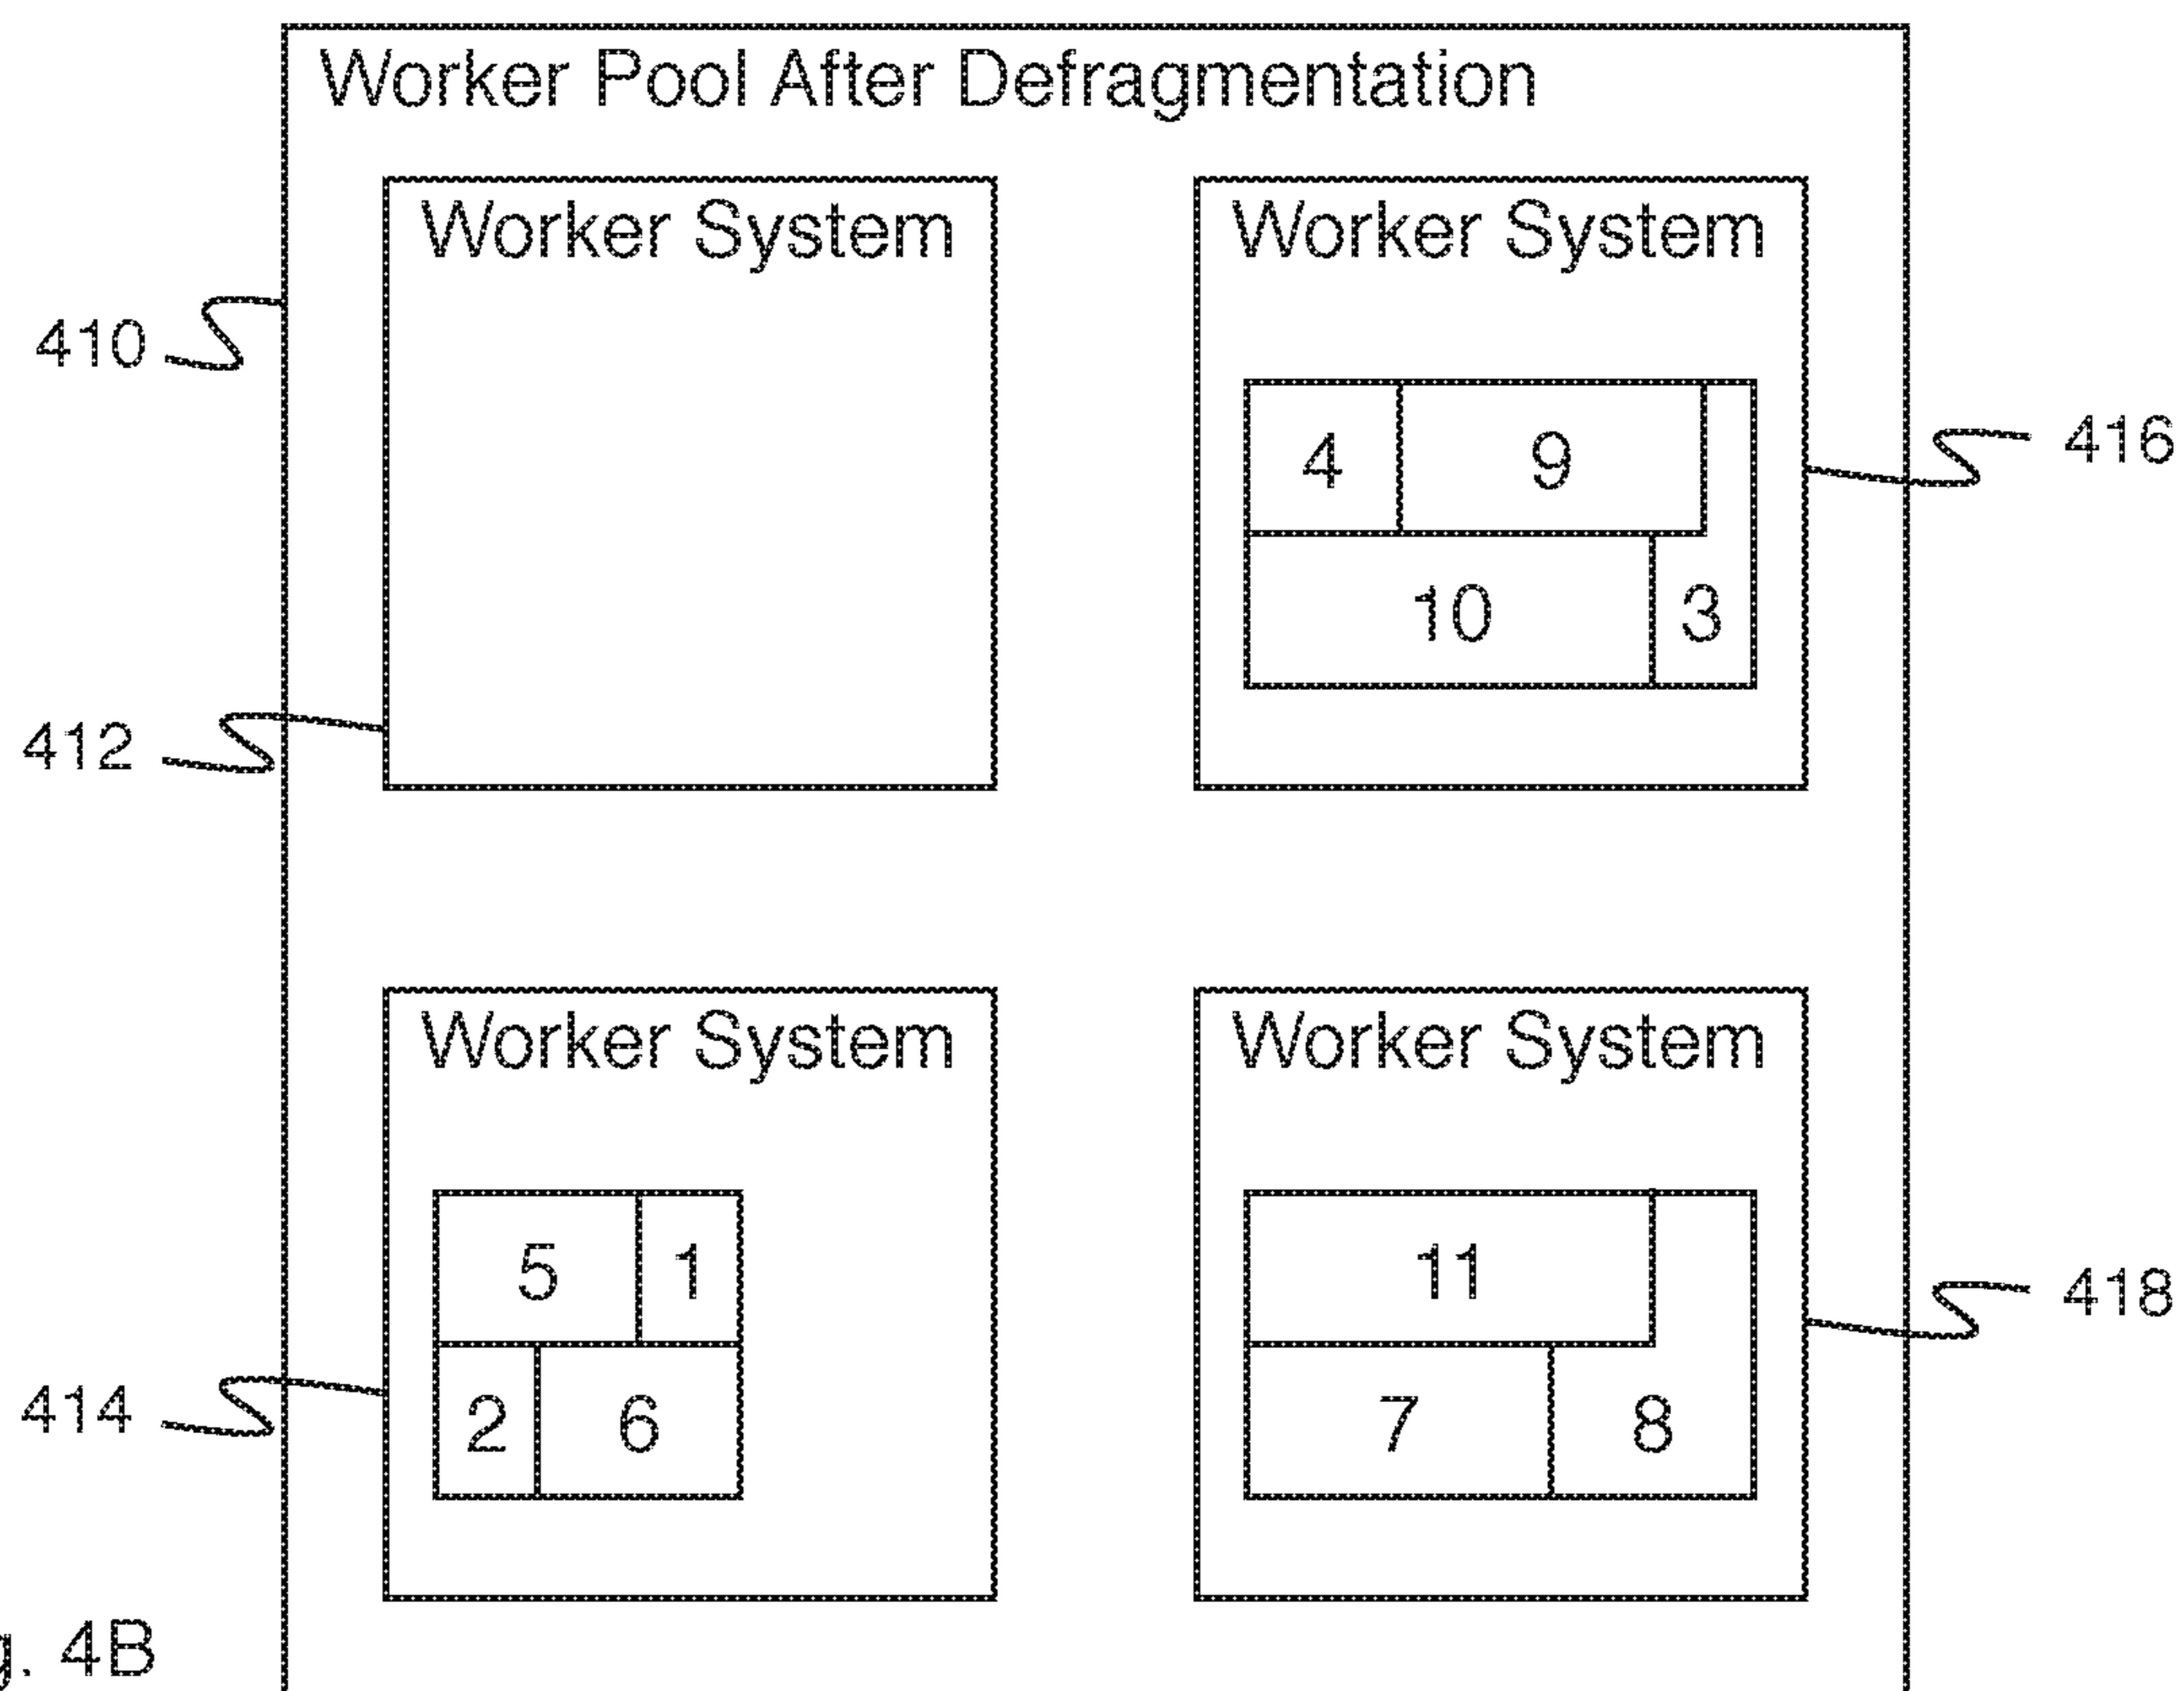 Worker Pool After Defragmentation
Worker System
Worker System
410
4 9
416
10 3
412
Worker System
Worker System
5 1
11
418
414
2 6
7 8
g. 4B